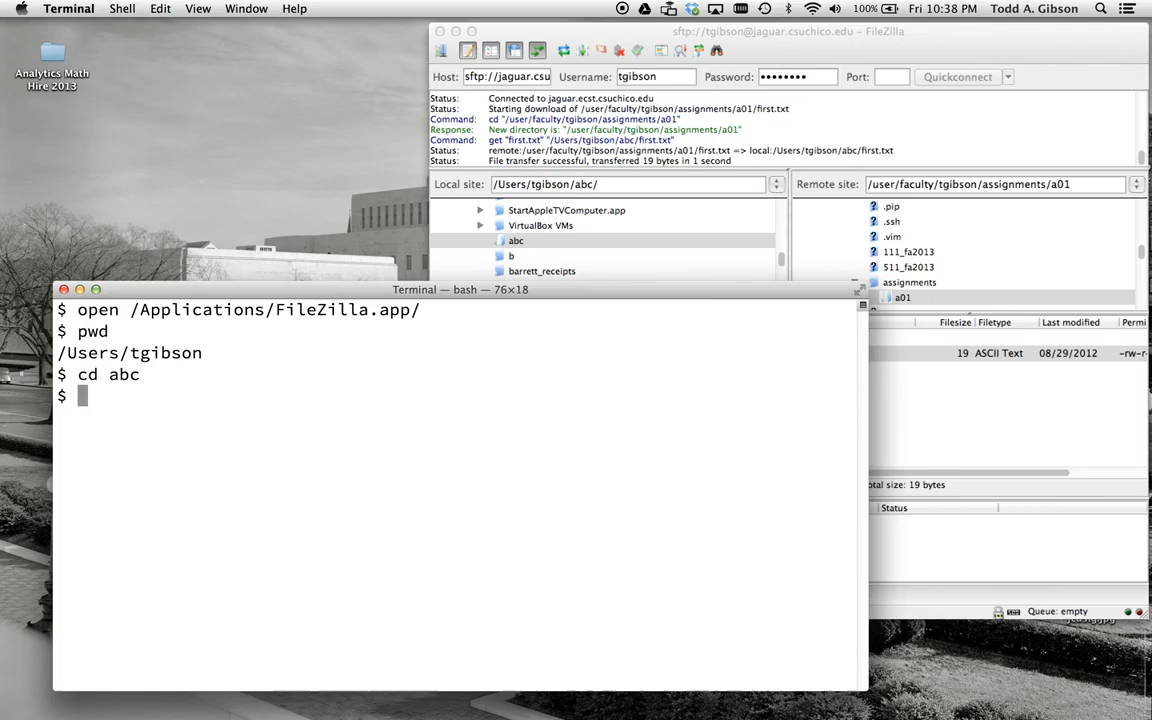 Terminal Shell Edit View Window Help 100% Fri 10:38 PM Todd A. Gibson
Analytics Math
Hire 2013
sftp://tgibson@jaguar.csuchico.edu – FileZilla
Host: sftp://jaguar.csu Username: tgibson Password: •••••••• Port: Quickconnect
Status: Connected to jaguar.ecst.csuchico.edu
Status: Starting download of /user/faculty/tgibson/assignments/a01/first.txt
Command: cd "/user/faculty/tgibson/assignments/a01"
Response: New directory is: "/user/faculty/tgibson/assignments/a01"
Command: get "first.txt" "/Users/tgibson/abc/first.txt"
Status: remote:/user/faculty/tgibson/assignments/a01/first.txt => local:/Users/tgibson/abc/first.txt
Status: File transfer successful, transferred 19 bytes in 1 second
Local site: /Users/tgibson/abc/
StartAppleTVComputer.app
VirtualBox VMs
abc
b
barrett_receipts
Remote site: /user/faculty/tgibson/assignments/a01
.pip
.ssh
.vim
111_fa2013
511_fa2013
assignments
a01
Filesize Filetype Last modified Permi
19 ASCII Text 08/29/2012 -rw-r-
otal size: 19 bytes
Status
Queue: empty
Terminal — bash — 76×18
$ open /Applications/FileZilla.app/
$ pwd
/Users/tgibson
$ cd abc
$